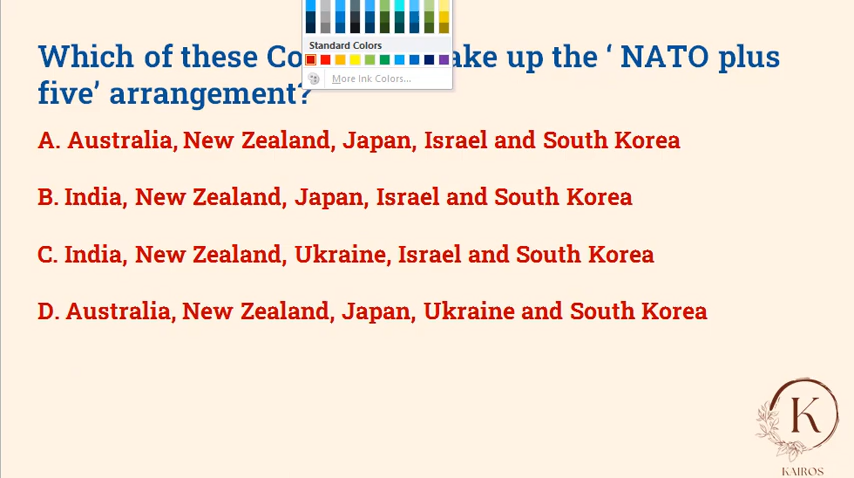 Standard Colors
More Ink Colors...
Which of these Co ake up the ‘ NATO plus
five’ arrangement?
A. Australia, New Zealand, Japan, Israel and South Korea
B. India, New Zealand, Japan, Israel and South Korea
C. India, New Zealand, Ukraine, Israel and South Korea
D. Australia, New Zealand, Japan, Ukraine and South Korea
K
KAIROS